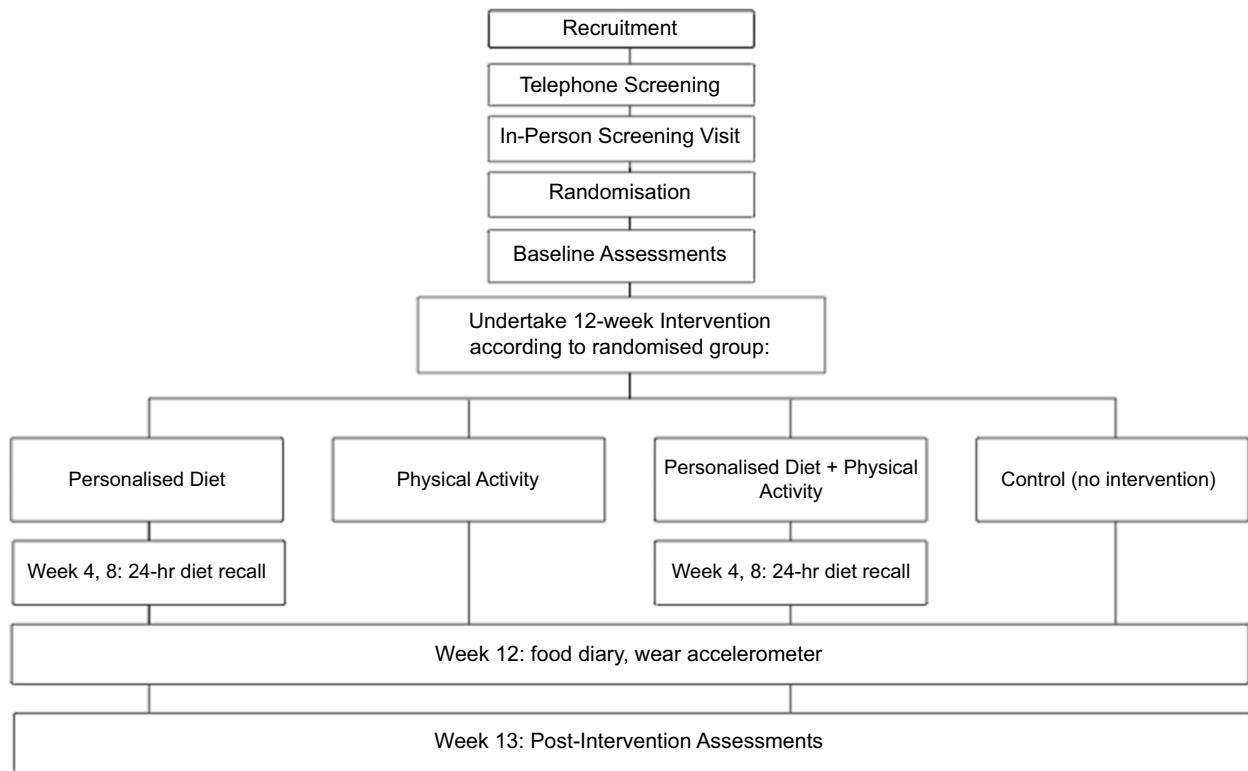 Recruitment
Telephone Screening
In-Person Screening Visit
Randomisation
Baseline Assessments
Undertake 12-week Intervention
according to randomised group:
Personalised Diet
Physical Activity
Personalised Diet + Physical
Activity
Control (no intervention)
Week 4, 8: 24-hr diet recall
Week 4, 8: 24-hr diet recall
Week 12: food diary, wear accelerometer
Week 13: Post-Intervention Assessments